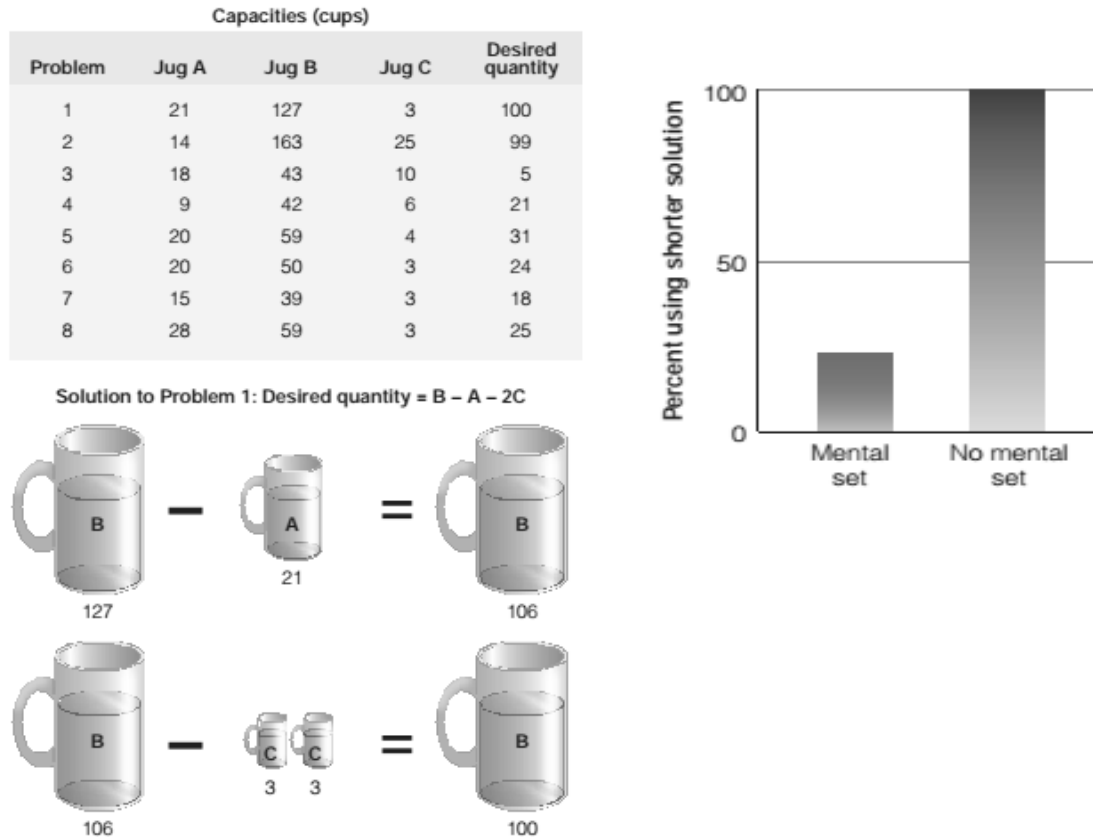 Capacities (cups)
Problem Jug A Jug B Jug C Desired quantity
1 21 127 3 100
2 14 163 25 99
3 18 43 10 5
4 9 42 6 21
5 20 59 4 31
6 20 50 3 24
7 15 39 3 18
8 28 59 3 25
Solution to Problem 1: Desired quantity = B – A – 2C
B – A = B
127 21 106
B – C C = B
106 3 3 100
Percent using shorter solution
100
50
0
Mental set
No mental set